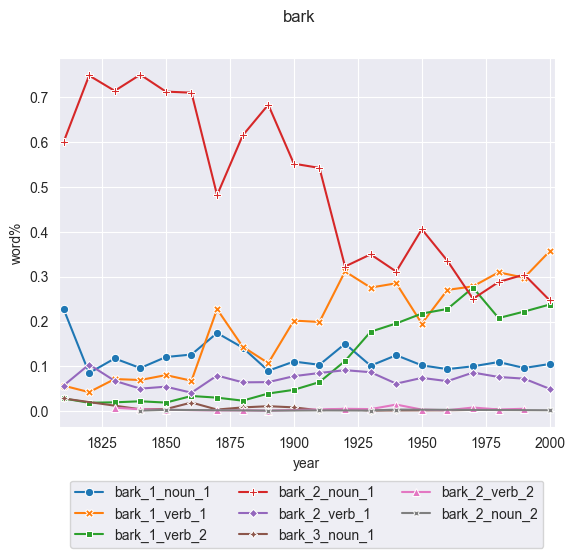 bark
0.7
0.6
0.5
0.4
0.3
0.2
0.1
0.0
word%
1825 1850 1875 1900 1925 1950 1975 2000
year
bark_1_noun_1 bark_2_noun_1 bark_2_verb_2
bark_1_verb_1 bark_2_verb_1 bark_2_noun_2
bark_1_verb_2 bark_3_noun_1